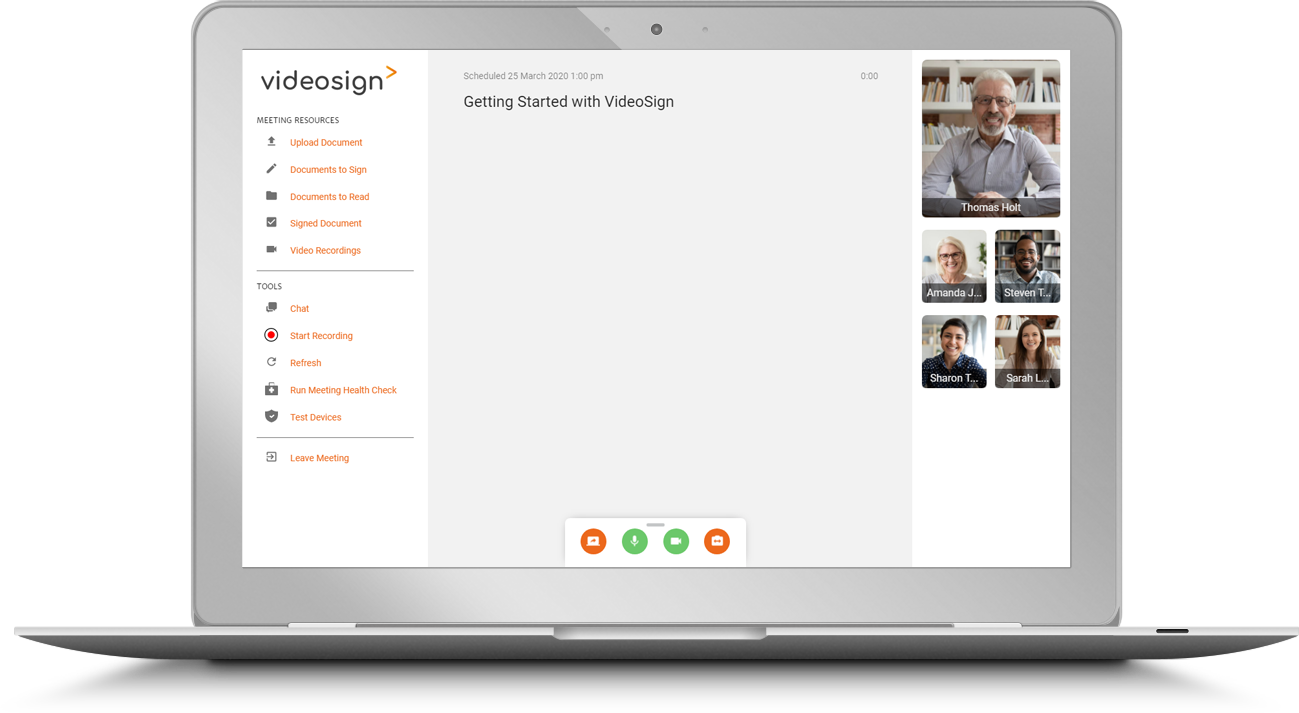 videosign
MEETING RESOURCES
Upload Document
Documents to Sign
Documents to Read
Signed Document
Video Recordings
TOOLS
Chat
Start Recording
Refresh
Run Meeting Health Check
Test Devices
Leave Meeting
Scheduled 25 March 2020 1:00 pm
0:00
Getting Started with VideoSign
Thomas Holt
Amanda J...
Steven T...
Sharon T...
Sarah L...